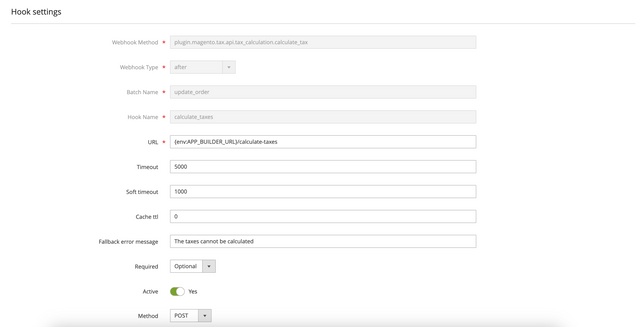 Hook settings
Webhook Method * plugin.magento.tax.api.tax_calculation.calculate_tax
Webhook Type * after
Batch Name * update_order
Hook Name * calculate_taxes
URL * {env:APP_BUILDER_URL}/calculate-taxes
Timeout 5000
Soft timeout 1000
Cache ttl 0
Fallback error message The taxes cannot be calculated
Required Optional
Active Yes
Method POST